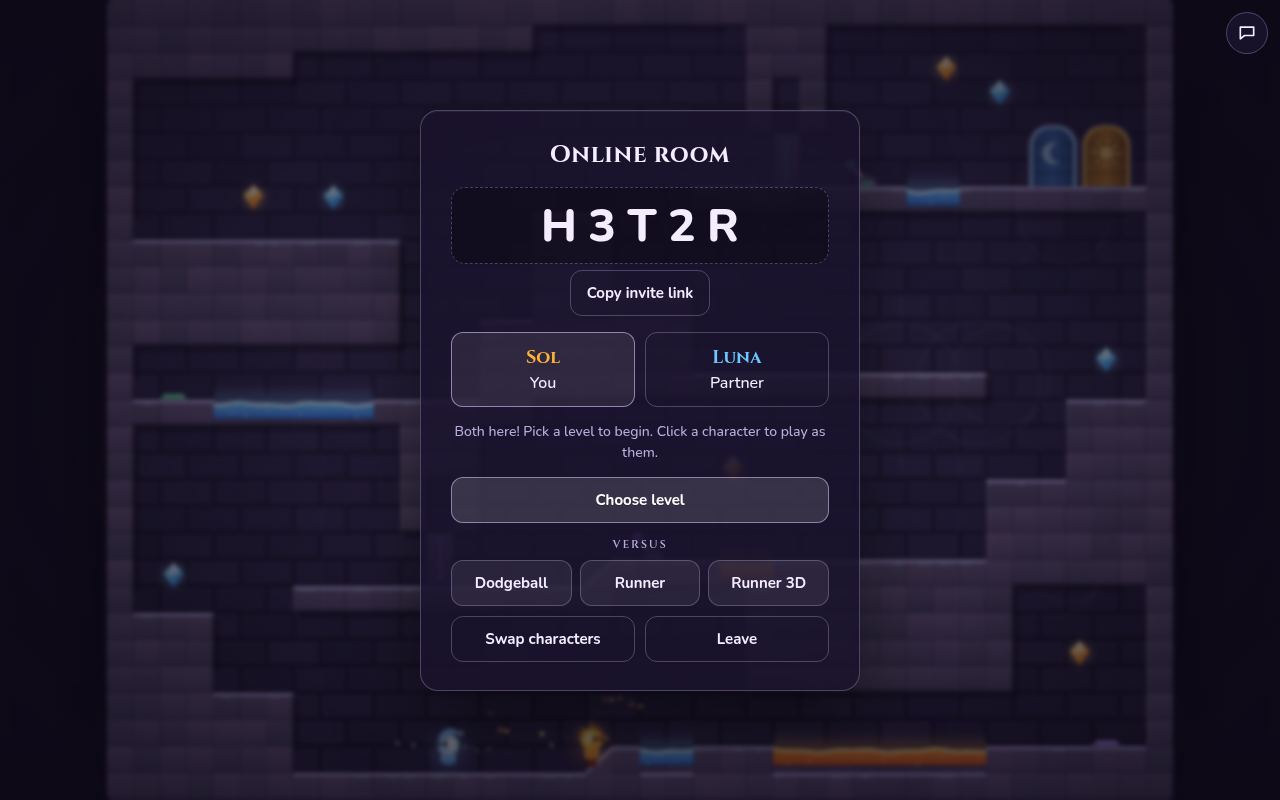 Online room
H3T2R
Copy invite link
Sol
You
Luna
Partner
Both here! Pick a level to begin. Click a character to play as
them.
Choose level
VERSUS
Dodgeball
Runner
Runner 3D
Swap characters
Leave